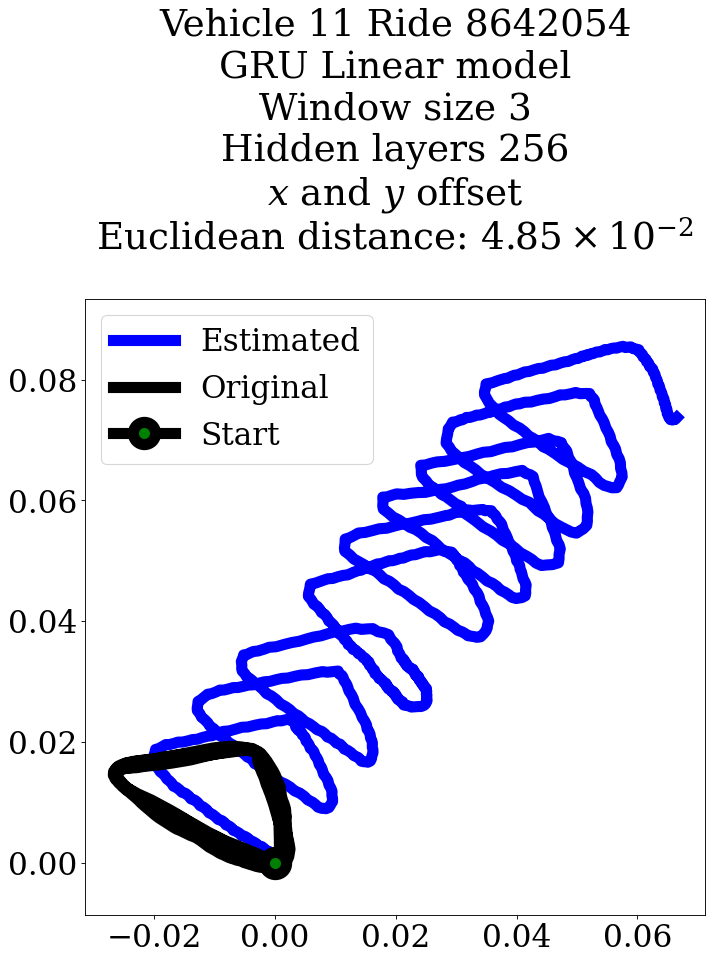 Vehicle 11 Ride 8642054
GRU Linear model
Window size 3
Hidden layers 256
x and y offset
Euclidean distance: 4.85 × 10⁻²
Estimated
Original
Start
0.08
0.06
0.04
0.02
0.00
−0.02 0.00 0.02 0.04 0.06